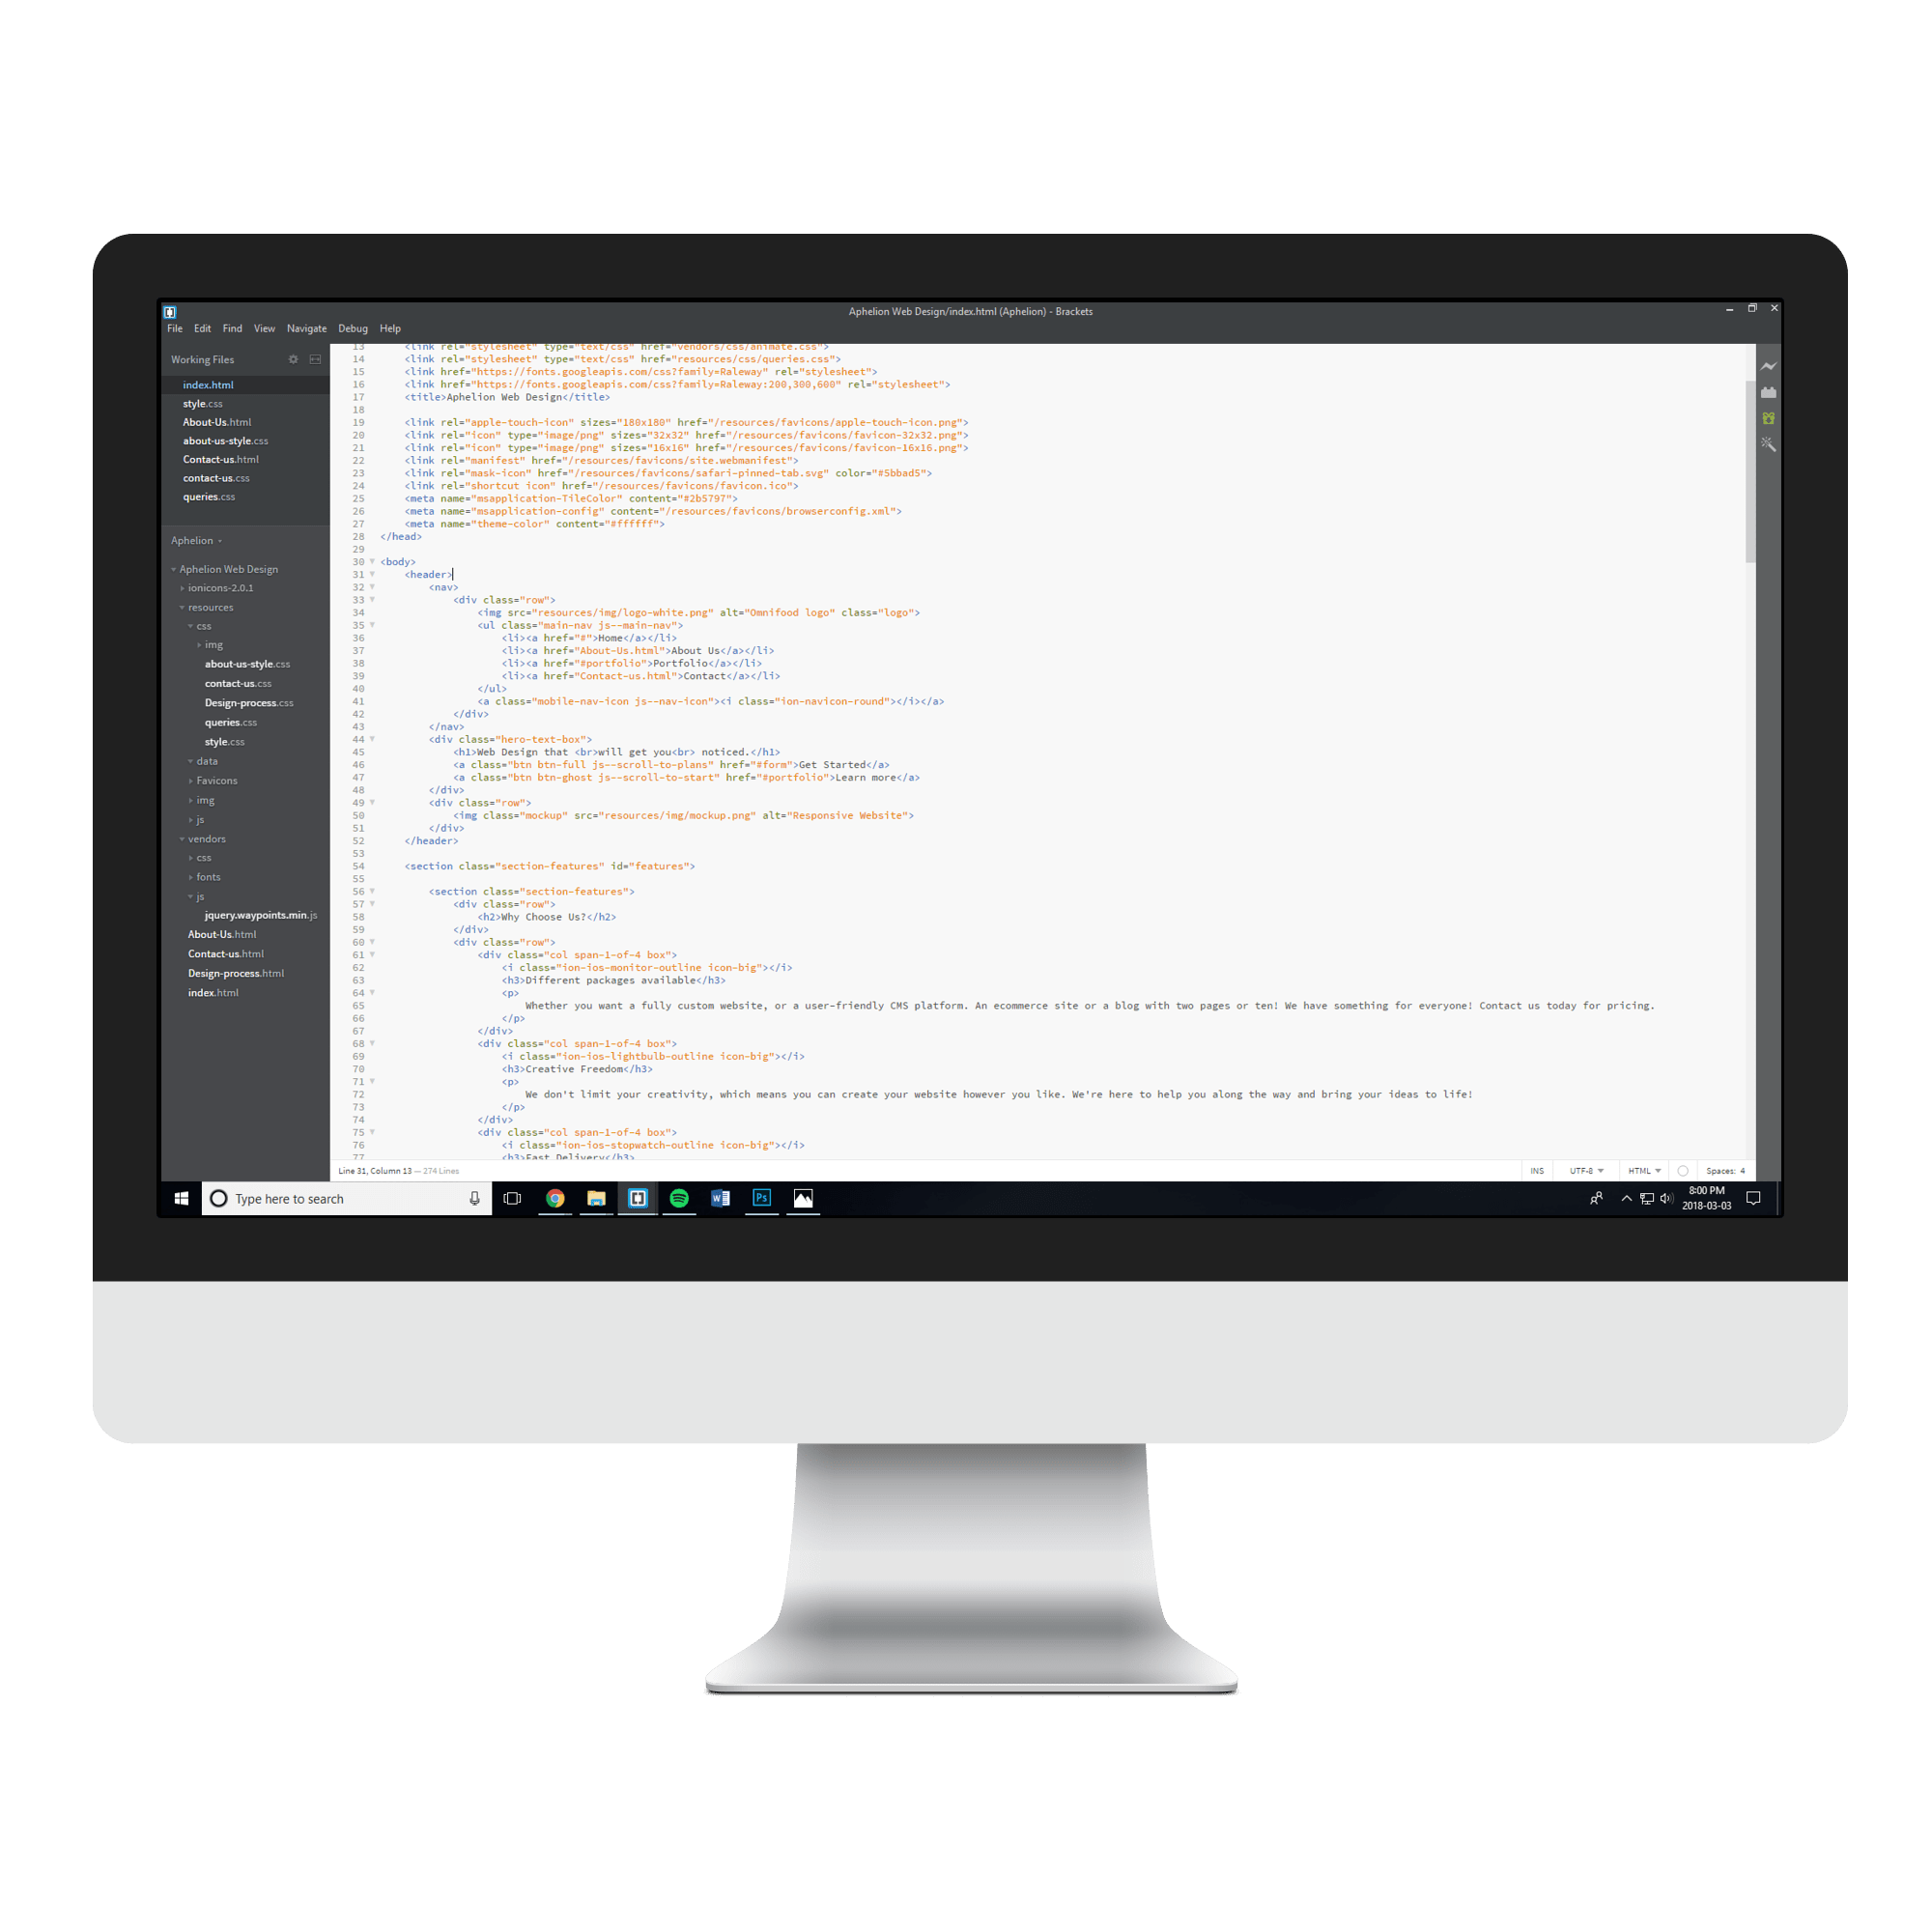 Aphelion Web Design/index.html (Aphelion) - Brackets
File Edit Find View Navigate Debug Help
Working Files
index.html
style.css
About-Us.html
about-us-style.css
Contact-us.html
contact-us.css
queries.css
Aphelion
Aphelion Web Design
ionicons-2.0.1
resources
css
img
about-us-style.css
contact-us.css
Design-process.css
queries.css
style.css
data
Favicons
img
js
vendors
css
fonts
js
jquery.waypoints.min.js
About-Us.html
Contact-us.html
Design-process.html
index.html
13 <link rel="stylesheet" type="text/css" href="vendors/css/animate.css">
14 <link rel="stylesheet" type="text/css" href="resources/css/queries.css">
15 <link href="https://fonts.googleapis.com/css?family=Raleway" rel="stylesheet">
16 <link href="https://fonts.googleapis.com/css?family=Raleway:200,300,600" rel="stylesheet">
17 <title>Aphelion Web Design</title>
18
19 <link rel="apple-touch-icon" sizes="180x180" href="/resources/favicons/apple-touch-icon.png">
20 <link rel="icon" type="image/png" sizes="32x32" href="/resources/favicons/favicon-32x32.png">
21 <link rel="icon" type="image/png" sizes="16x16" href="/resources/favicons/favicon-16x16.png">
22 <link rel="manifest" href="/resources/favicons/site.webmanifest">
23 <link rel="mask-icon" href="/resources/favicons/safari-pinned-tab.svg" color="#5bbad5">
24 <link rel="shortcut icon" href="/resources/favicons/favicon.ico">
25 <meta name="msapplication-TileColor" content="#2b5797">
26 <meta name="msapplication-config" content="/resources/favicons/browserconfig.xml">
27 <meta name="theme-color" content="#ffffff">
28 </head>
29
30 <body>
31 <header>
32 <nav>
33 <div class="row">
34 <img src="resources/img/logo-white.png" alt="Omnifood logo" class="logo">
35 <ul class="main-nav js--main-nav">
36 <li><a href="#">Home</a></li>
37 <li><a href="About-Us.html">About Us</a></li>
38 <li><a href="#portfolio">Portfolio</a></li>
39 <li><a href="Contact-us.html">Contact</a></li>
40 </ul>
41 <a class="mobile-nav-icon js--nav-icon"><i class="ion-navicon-round"></i></a>
42 </div>
43 </nav>
44 <div class="hero-text-box">
45 <h1>Web Design that <br>will get you<br> noticed.</h1>
46 <a class="btn btn-full js--scroll-to-plans" href="#form">Get Started</a>
47 <a class="btn btn-ghost js--scroll-to-start" href="#portfolio">Learn more</a>
48 </div>
49 <div class="row">
50 <img class="mockup" src="resources/img/mockup.png" alt="Responsive Website">
51 </div>
52 </header>
53
54 <section class="section-features" id="features">
55
56 <section class="section-features">
57 <div class="row">
58 <h2>Why Choose Us?</h2>
59 </div>
60 <div class="row">
61 <div class="col span-1-of-4 box">
62 <i class="ion-ios-monitor-outline icon-big"></i>
63 <h3>Different packages available</h3>
64 <p>
65 Whether you want a fully custom website, or a user-friendly CMS platform. An ecommerce site or a blog with two pages or ten! We have something for everyone! Contact us today for pricing.
66 </p>
67 </div>
68 <div class="col span-1-of-4 box">
69 <i class="ion-ios-lightbulb-outline icon-big"></i>
70 <h3>Creative Freedom</h3>
71 <p>
72 We don't limit your creativity, which means you can create your website however you like. We're here to help you along the way and bring your ideas to life!
73 </p>
74 </div>
75 <div class="col span-1-of-4 box">
76 <i class="ion-ios-stopwatch-outline icon-big"></i>
77 <h3>Fast Delivery</h3>
Line 31, Column 13 — 274 Lines
INS UTF-8 HTML Spaces: 4
Type here to search
W
Ps
8:00 PM
2018-03-03